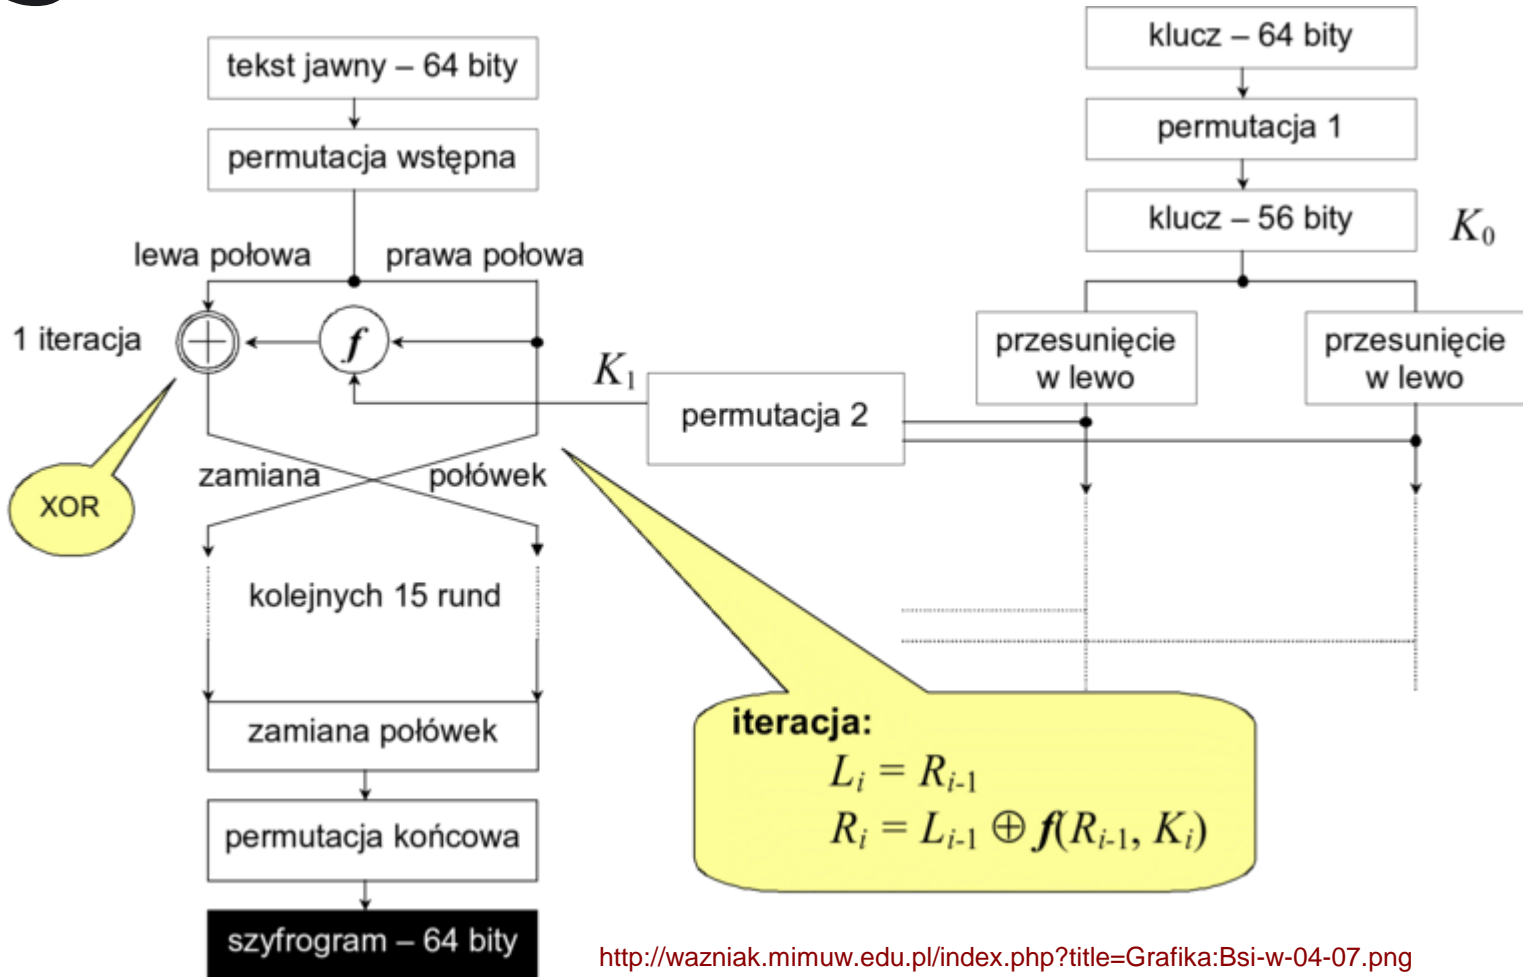 tekst jawny – 64 bity
permutacja wstępna
lewa połowa
prawa połowa
1 iteracja
f
XOR
zamiana
połówek
kolejnych 15 rund
zamiana połówek
permutacja końcowa
szyfrogram – 64 bity
klucz – 64 bity
permutacja 1
klucz – 56 bity
K₀
przesunięcie
w lewo
przesunięcie
w lewo
K₁
permutacja 2
iteracja:
Lᵢ = Rᵢ₋₁
Rᵢ = Lᵢ₋₁ ⊕ f(Rᵢ₋₁, Kᵢ)
http://wazniak.mimuw.edu.pl/index.php?title=Grafika:Bsi-w-04-07.png